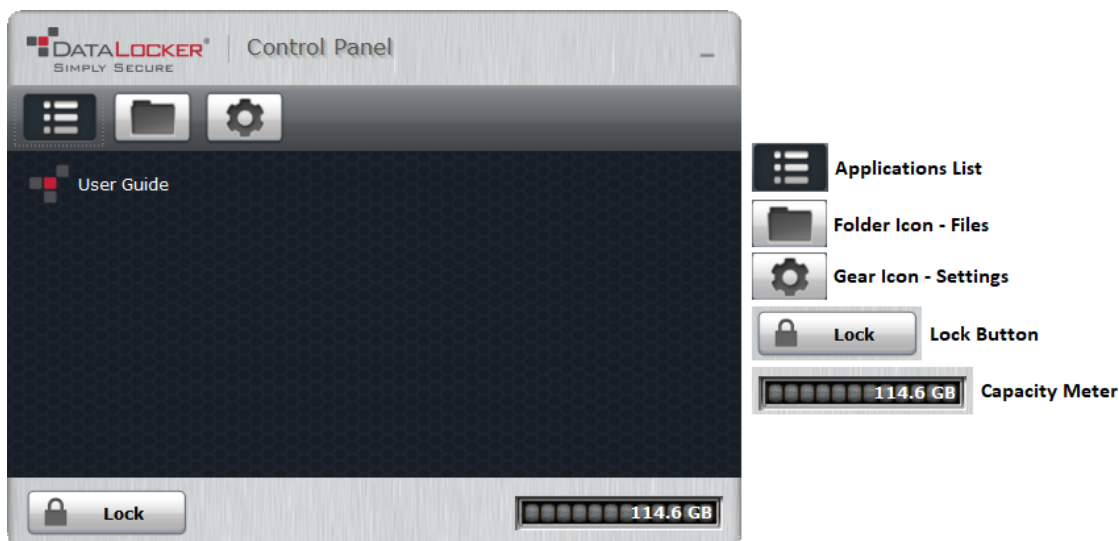 DATALOCKER® Control Panel
SIMPLY SECURE
User Guide
Lock 114.6 GB
Applications List
Folder Icon - Files
Gear Icon - Settings
Lock Lock Button
114.6 GB Capacity Meter